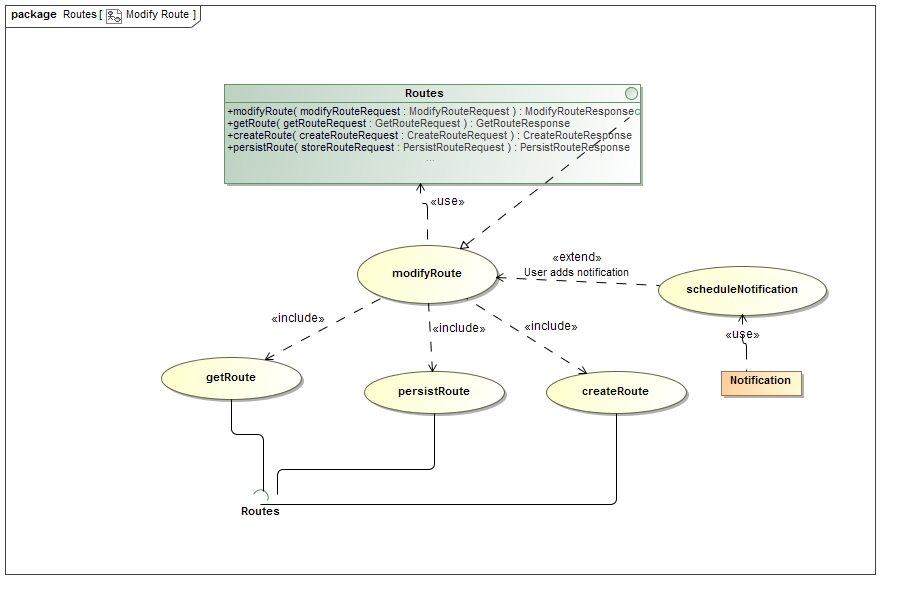 package Routes [ Modify Route ]
Routes
+modifyRoute( modifyRouteRequest : ModifyRouteRequest ) : ModifyRouteResponse
+getRoute( getRouteRequest : GetRouteRequest ) : GetRouteResponse
+createRoute( createRouteRequest : CreateRouteRequest ) : CreateRouteResponse
+persistRoute( storeRouteRequest : PersistRouteRequest ) : PersistRouteResponse
...
«use»
modifyRoute
«extend»
User adds notification
scheduleNotification
«include»
«include»
«include»
«use»
getRoute
persistRoute
createRoute
Notification
Routes